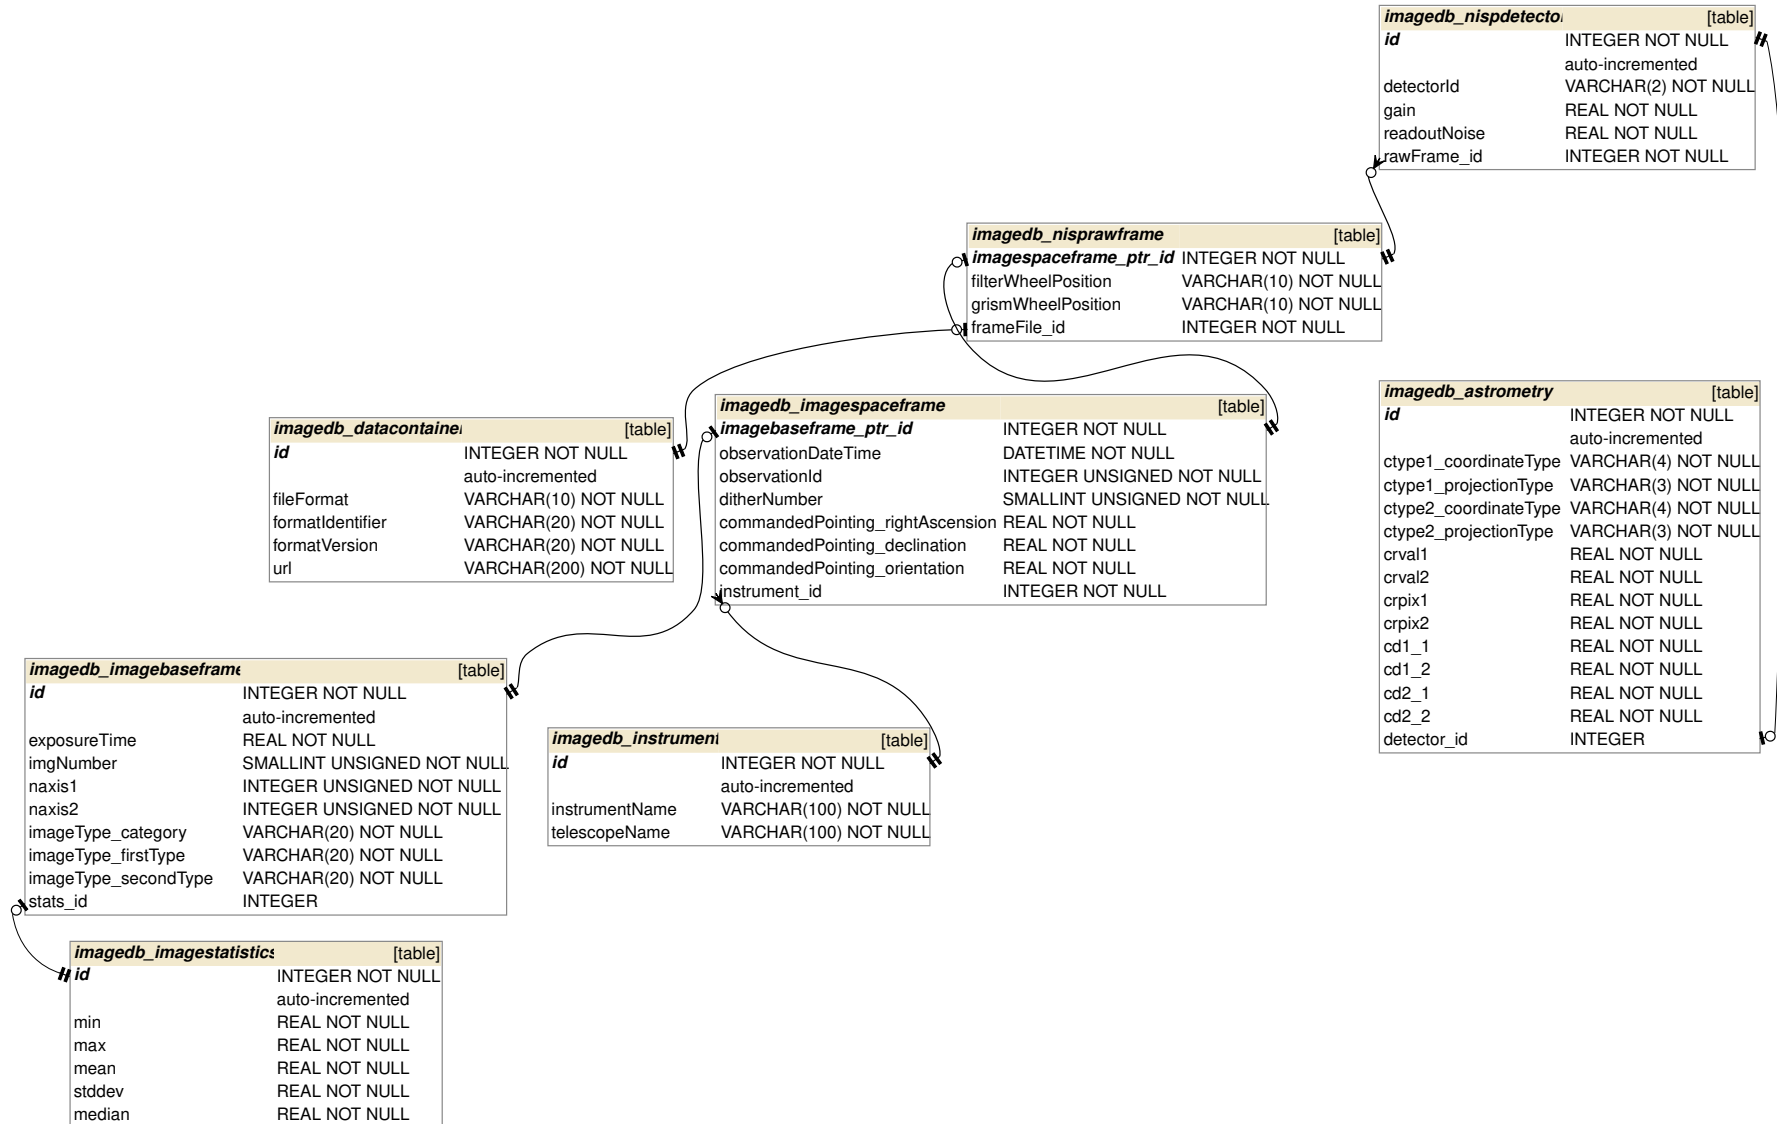 imagedb_nispdetector [table]
id INTEGER NOT NULL
auto-incremented
detectorId VARCHAR(2) NOT NULL
gain REAL NOT NULL
readoutNoise REAL NOT NULL
rawFrame_id INTEGER NOT NULL
imagedb_nisprawframe [table]
imagespaceframe_ptr_id INTEGER NOT NULL
filterWheelPosition VARCHAR(10) NOT NULL
grismWheelPosition VARCHAR(10) NOT NULL
frameFile_id INTEGER NOT NULL
imagedb_astrometry [table]
id INTEGER NOT NULL
auto-incremented
ctype1_coordinateType VARCHAR(4) NOT NULL
ctype1_projectionType VARCHAR(3) NOT NULL
ctype2_coordinateType VARCHAR(4) NOT NULL
ctype2_projectionType VARCHAR(3) NOT NULL
crval1 REAL NOT NULL
crval2 REAL NOT NULL
crpix1 REAL NOT NULL
crpix2 REAL NOT NULL
cd1_1 REAL NOT NULL
cd1_2 REAL NOT NULL
cd2_1 REAL NOT NULL
cd2_2 REAL NOT NULL
detector_id INTEGER
imagedb_imagespaceframe [table]
imagebaseframe_ptr_id INTEGER NOT NULL
observationDateTime DATETIME NOT NULL
observationId INTEGER UNSIGNED NOT NULL
ditherNumber SMALLINT UNSIGNED NOT NULL
commandedPointing_rightAscension REAL NOT NULL
commandedPointing_declination REAL NOT NULL
commandedPointing_orientation REAL NOT NULL
instrument_id INTEGER NOT NULL
imagedb_datacontainer [table]
id INTEGER NOT NULL
auto-incremented
fileFormat VARCHAR(10) NOT NULL
formatIdentifier VARCHAR(20) NOT NULL
formatVersion VARCHAR(20) NOT NULL
url VARCHAR(200) NOT NULL
imagedb_imagebaseframe [table]
id INTEGER NOT NULL
auto-incremented
exposureTime REAL NOT NULL
imgNumber SMALLINT UNSIGNED NOT NULL
naxis1 INTEGER UNSIGNED NOT NULL
naxis2 INTEGER UNSIGNED NOT NULL
imageType_category VARCHAR(20) NOT NULL
imageType_firstType VARCHAR(20) NOT NULL
imageType_secondType VARCHAR(20) NOT NULL
stats_id INTEGER
imagedb_instrument [table]
id INTEGER NOT NULL
auto-incremented
instrumentName VARCHAR(100) NOT NULL
telescopeName VARCHAR(100) NOT NULL
imagedb_imagestatistics [table]
id INTEGER NOT NULL
auto-incremented
min REAL NOT NULL
max REAL NOT NULL
mean REAL NOT NULL
stddev REAL NOT NULL
median REAL NOT NULL